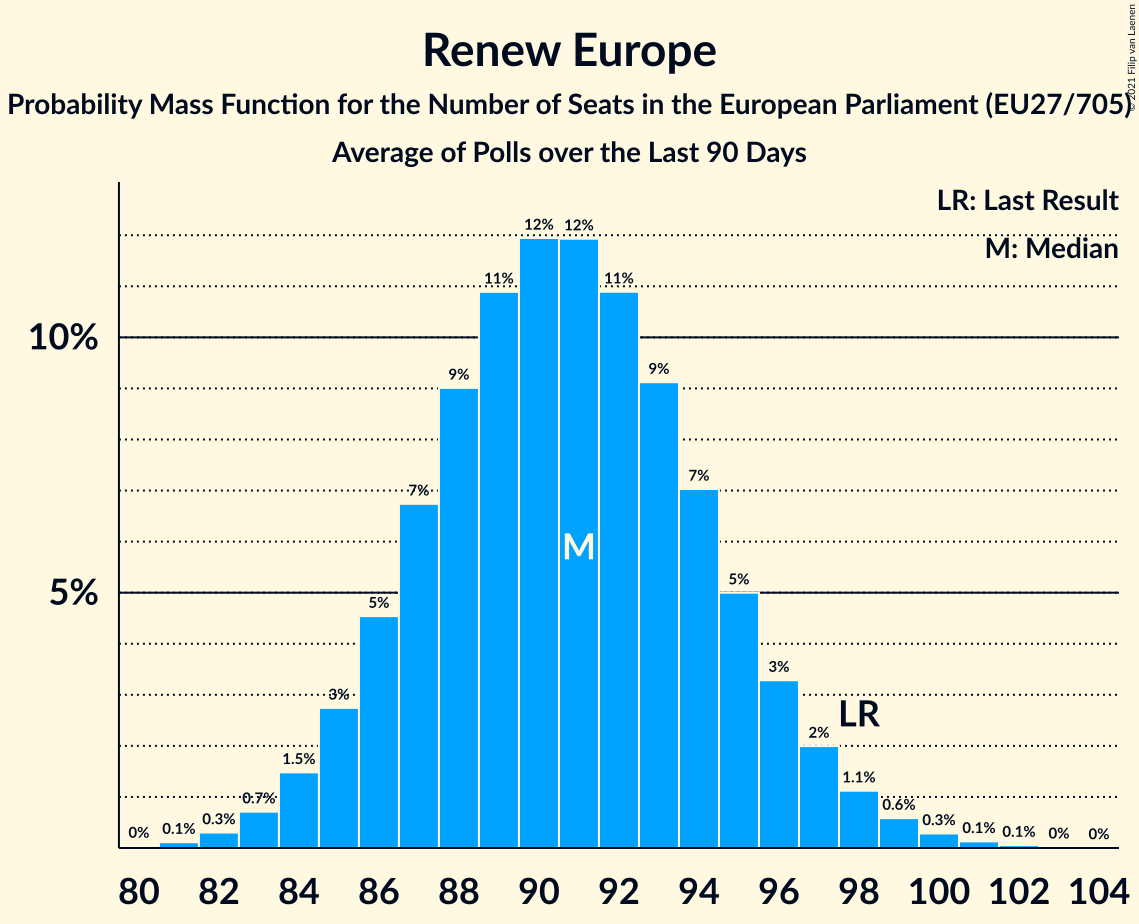 Renew Europe
Probability Mass Function for the Number of Seats in the European Parliament (EU27/705)
Average of Polls over the Last 90 Days
© 2021 Filip van Laenen
LR: Last Result
M: Median
12% 12%
11% 11%
10%
9% 9%
7% 7%
M
5%
5% 5%
3% 3%
LR
2%
1.5% 1.1%
0.7% 0.6%
0% 0.1% 0.3% 0.3% 0.1% 0.1% 0% 0%
80 82 84 86 88 90 92 94 96 98 100 102 104